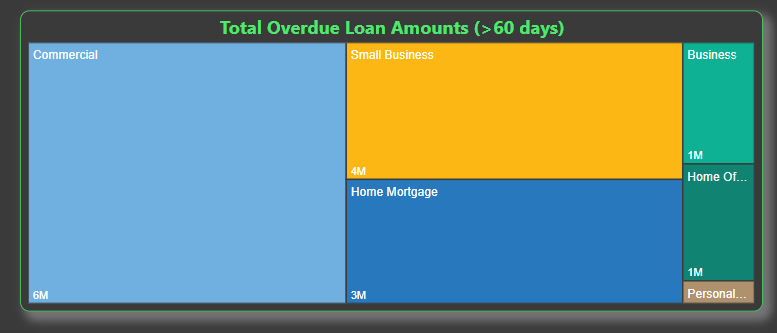 Total Overdue Loan Amounts (>60 days)
Commercial
6M
Small Business
4M
Home Mortgage
3M
Business
1M
Home Of...
1M
Personal...